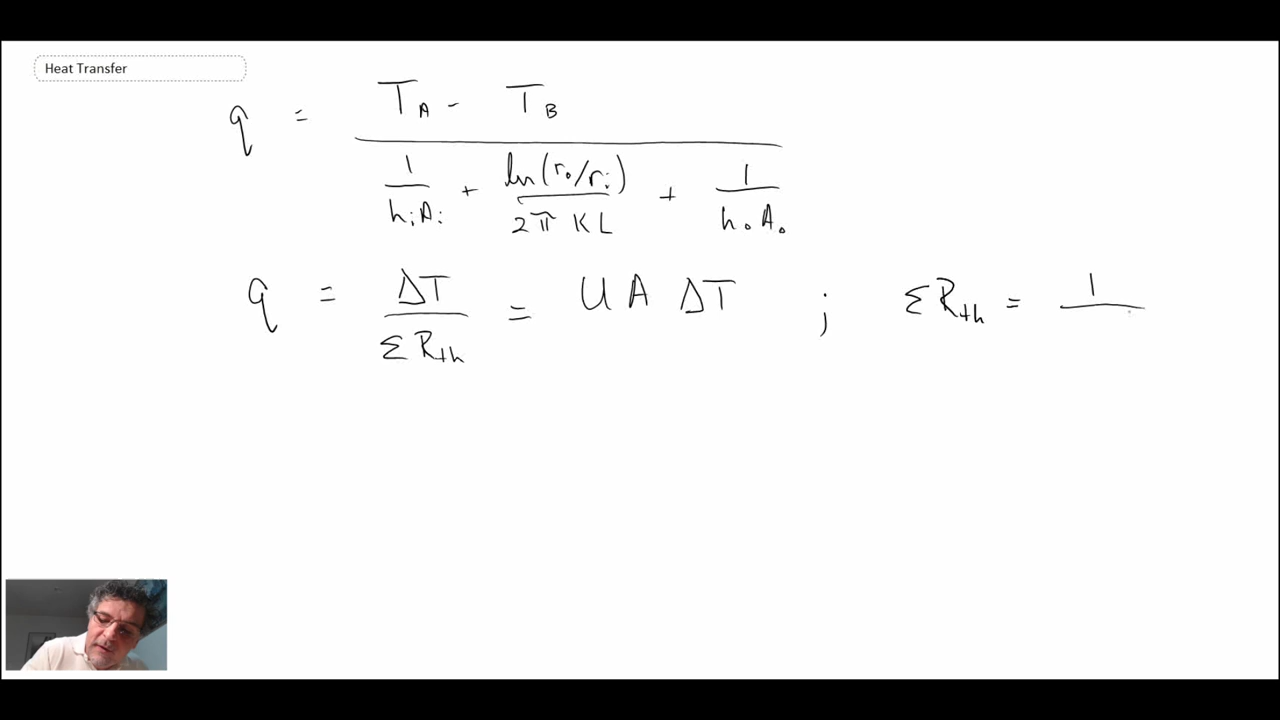 Heat Transfer
q = (T_A - T_B) / (1/(h_i A_i) + ln(r_o/r_i)/(2π K L) + 1/(h_o A_o))
q = ΔT / ΣR_th = U A ΔT ; ΣR_th = 1/